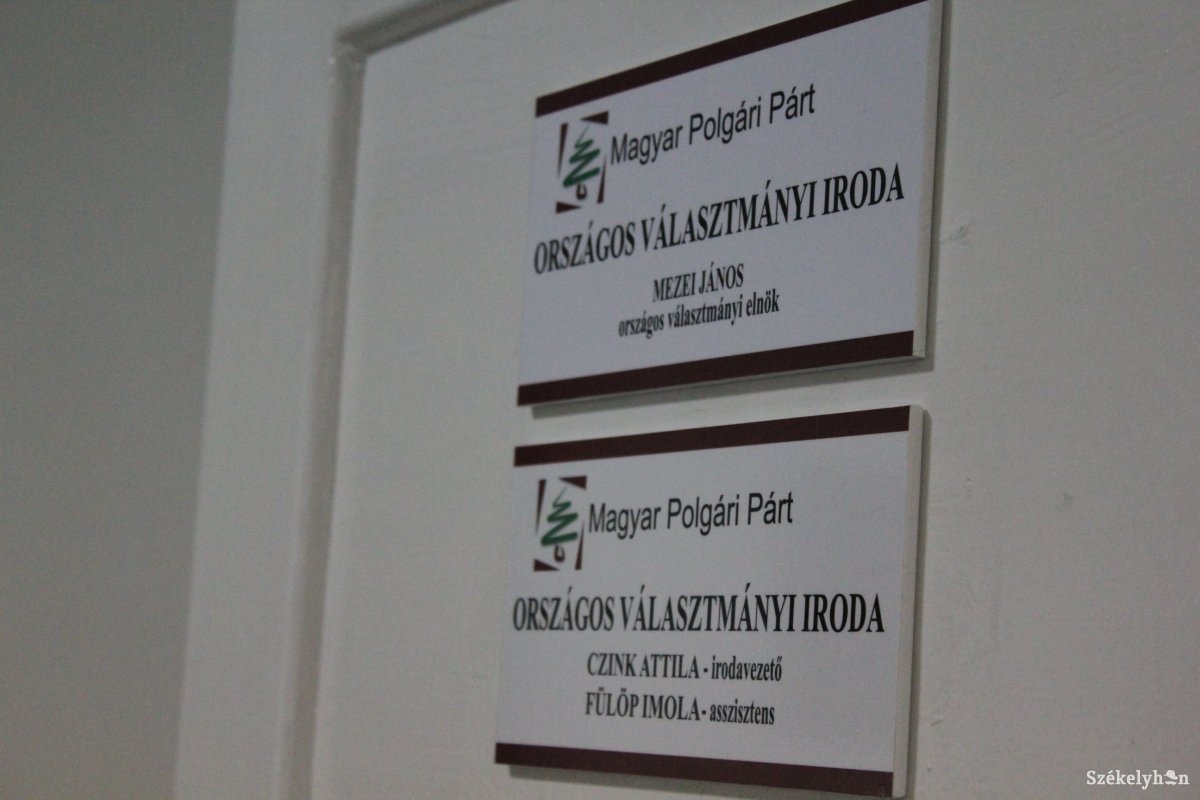 Magyar Polgári Párt
ORSZÁGOS VÁLASZTMÁNYI IRODA
MEZEI JÁNOS
országos választmányi elnök
Magyar Polgári Párt
ORSZÁGOS VÁLASZTMÁNYI IRODA
CZINK ATTILA - irodavezető
FÜLÖP IMOLA- asszisztens
Székelyhon